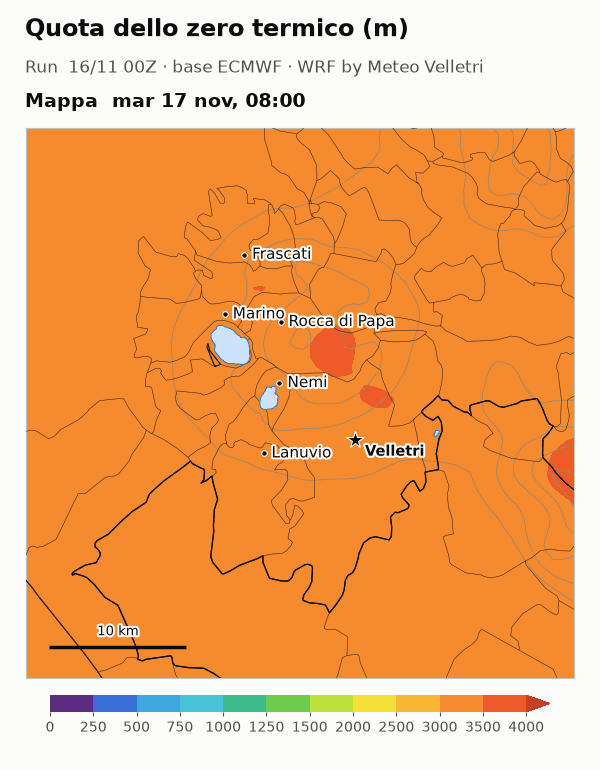 Quota dello zero termico (m)
Run  16/11 00Z · base ECMWF · WRF by Meteo Velletri
Mappa  mar 17 nov, 08:00
Frascati
Marino
Rocca di Papa
Nemi
Velletri
Lanuvio
10 km
0 250 500 750 1000 1250 1500 2000 2500 3000 3500 4000